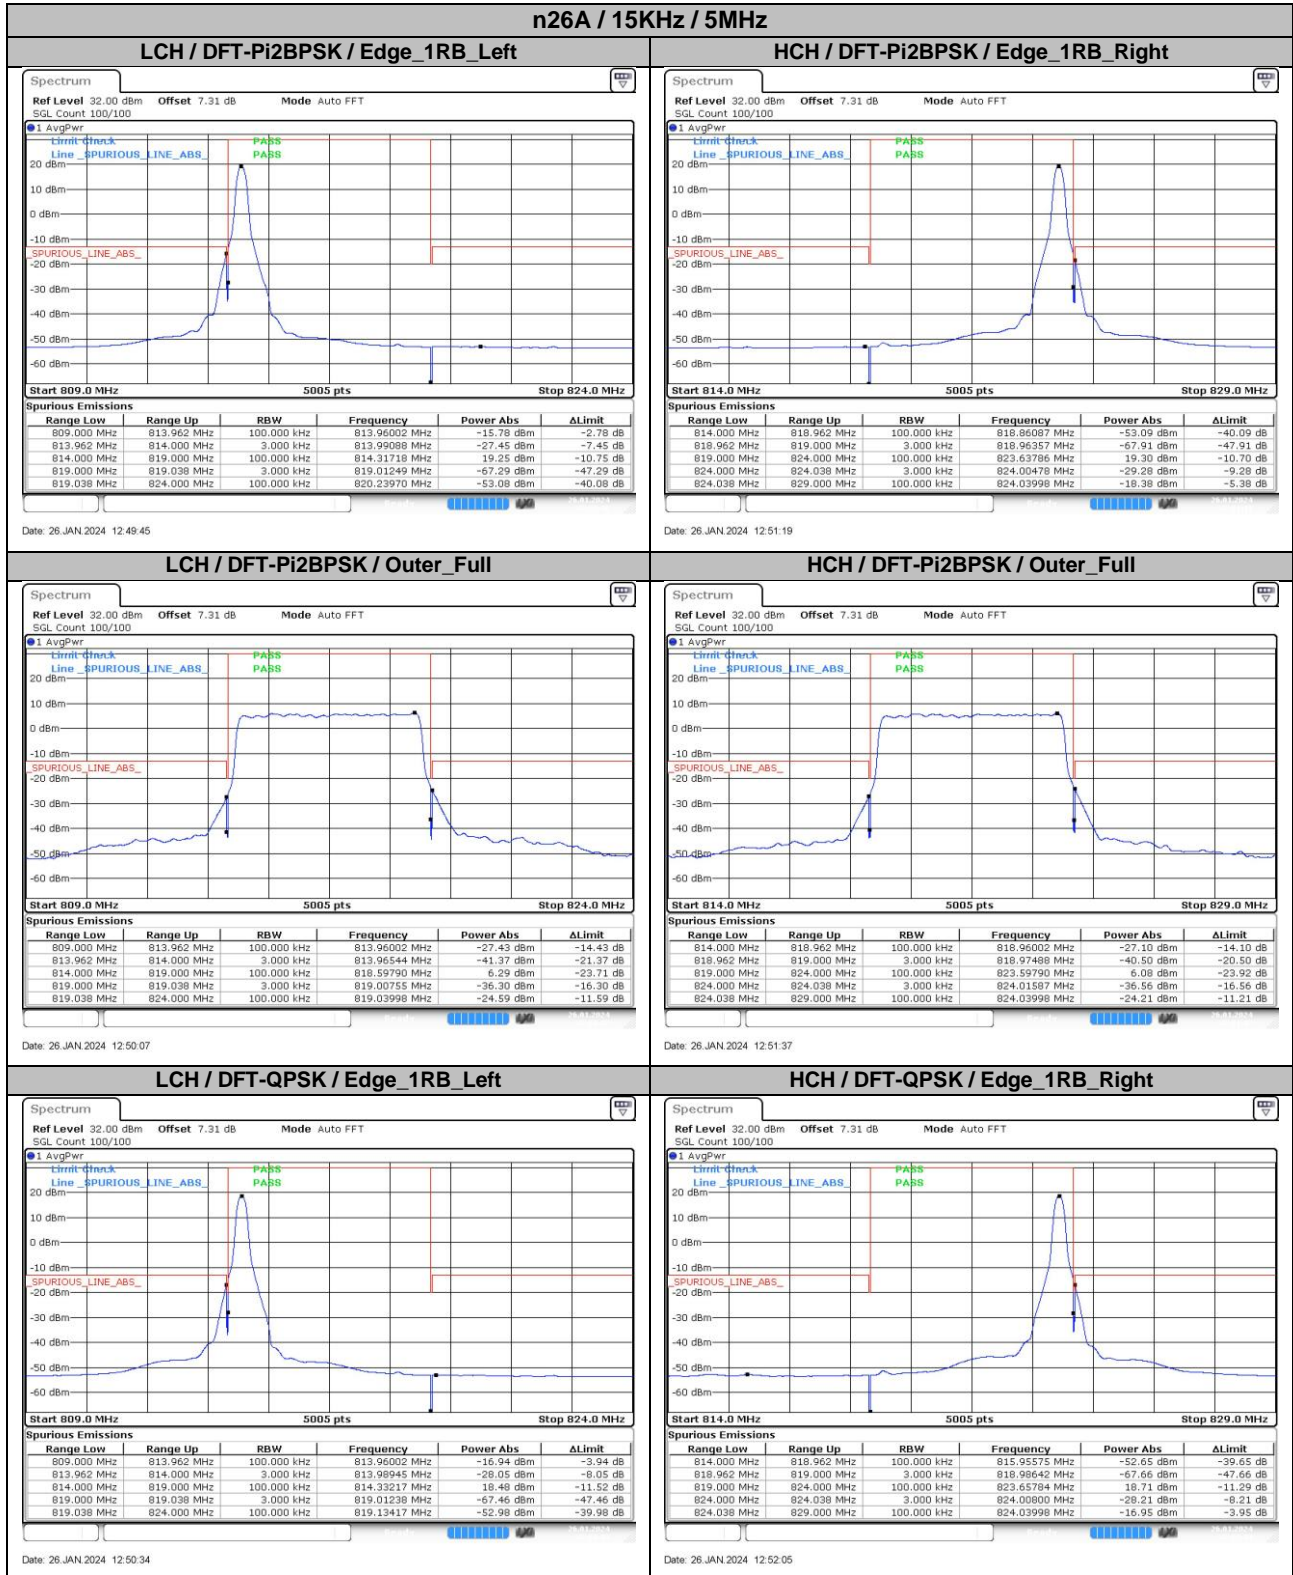 n26A / 15KHz / 5MHz
LCH / DFT-Pi2BPSK / Edge_1RB_Left
Spectrum
Ref Level 32.00 dBm Offset 7.31 dB Mode Auto FFT
SGL Count 100/100
1 AvgPwr
Limit Check PASS
Line _SPURIOUS_LINE_ABS_ PASS
20 dBm
10 dBm
0 dBm
-10 dBm
_SPURIOUS_LINE_ABS_
-20 dBm
-30 dBm
-40 dBm
-50 dBm
-60 dBm
Start 809.0 MHz 5005 pts Stop 824.0 MHz
Spurious Emissions
Range Low Range Up RBW Frequency Power Abs ΔLimit
809.000 MHz 813.962 MHz 100.000 kHz 813.96002 MHz -15.78 dBm -2.78 dB
813.962 MHz 814.000 MHz 3.000 kHz 813.99088 MHz -27.45 dBm -7.45 dB
814.000 MHz 819.000 MHz 100.000 kHz 814.31718 MHz 19.25 dBm -10.75 dB
819.000 MHz 819.038 MHz 3.000 kHz 819.01249 MHz -67.29 dBm -47.29 dB
819.038 MHz 824.000 MHz 100.000 kHz 820.23970 MHz -53.08 dBm -40.08 dB
Date: 26.JAN.2024 12:49:45
HCH / DFT-Pi2BPSK / Edge_1RB_Right
Spectrum
Ref Level 32.00 dBm Offset 7.31 dB Mode Auto FFT
SGL Count 100/100
1 AvgPwr
Limit Check PASS
Line _SPURIOUS_LINE_ABS_ PASS
20 dBm
10 dBm
0 dBm
-10 dBm
_SPURIOUS_LINE_ABS_
-20 dBm
-30 dBm
-40 dBm
-50 dBm
-60 dBm
Start 814.0 MHz 5005 pts Stop 829.0 MHz
Spurious Emissions
Range Low Range Up RBW Frequency Power Abs ΔLimit
814.000 MHz 818.962 MHz 100.000 kHz 818.86087 MHz -53.09 dBm -40.09 dB
818.962 MHz 819.000 MHz 3.000 kHz 818.96357 MHz -67.91 dBm -47.91 dB
819.000 MHz 824.000 MHz 100.000 kHz 823.63786 MHz 19.30 dBm -10.70 dB
824.000 MHz 824.038 MHz 3.000 kHz 824.00478 MHz -29.28 dBm -9.28 dB
824.038 MHz 829.000 MHz 100.000 kHz 824.03998 MHz -18.38 dBm -5.38 dB
Date: 26.JAN.2024 12:51:19
LCH / DFT-Pi2BPSK / Outer_Full
Spectrum
Ref Level 32.00 dBm Offset 7.31 dB Mode Auto FFT
SGL Count 100/100
1 AvgPwr
Limit Check PASS
Line _SPURIOUS_LINE_ABS_ PASS
20 dBm
10 dBm
0 dBm
-10 dBm
_SPURIOUS_LINE_ABS_
-20 dBm
-30 dBm
-40 dBm
-50 dBm
-60 dBm
Start 809.0 MHz 5005 pts Stop 824.0 MHz
Spurious Emissions
Range Low Range Up RBW Frequency Power Abs ΔLimit
809.000 MHz 813.962 MHz 100.000 kHz 813.96002 MHz -27.43 dBm -14.43 dB
813.962 MHz 814.000 MHz 3.000 kHz 813.96544 MHz -41.37 dBm -21.37 dB
814.000 MHz 819.000 MHz 100.000 kHz 818.59790 MHz 6.29 dBm -23.71 dB
819.000 MHz 819.038 MHz 3.000 kHz 819.00755 MHz -36.30 dBm -16.30 dB
819.038 MHz 824.000 MHz 100.000 kHz 819.03998 MHz -24.59 dBm -11.59 dB
Date: 26.JAN.2024 12:50:07
HCH / DFT-Pi2BPSK / Outer_Full
Spectrum
Ref Level 32.00 dBm Offset 7.31 dB Mode Auto FFT
SGL Count 100/100
1 AvgPwr
Limit Check PASS
Line _SPURIOUS_LINE_ABS_ PASS
20 dBm
10 dBm
0 dBm
-10 dBm
_SPURIOUS_LINE_ABS_
-20 dBm
-30 dBm
-40 dBm
-50 dBm
-60 dBm
Start 814.0 MHz 5005 pts Stop 829.0 MHz
Spurious Emissions
Range Low Range Up RBW Frequency Power Abs ΔLimit
814.000 MHz 818.962 MHz 100.000 kHz 818.96002 MHz -27.10 dBm -14.10 dB
818.962 MHz 819.000 MHz 3.000 kHz 818.97488 MHz -40.50 dBm -20.50 dB
819.000 MHz 824.000 MHz 100.000 kHz 823.59790 MHz 6.08 dBm -23.92 dB
824.000 MHz 824.038 MHz 3.000 kHz 824.01587 MHz -36.56 dBm -16.56 dB
824.038 MHz 829.000 MHz 100.000 kHz 824.03998 MHz -24.21 dBm -11.21 dB
Date: 26.JAN.2024 12:51:37
LCH / DFT-QPSK / Edge_1RB_Left
Spectrum
Ref Level 32.00 dBm Offset 7.31 dB Mode Auto FFT
SGL Count 100/100
1 AvgPwr
Limit Check PASS
Line _SPURIOUS_LINE_ABS_ PASS
20 dBm
10 dBm
0 dBm
-10 dBm
_SPURIOUS_LINE_ABS_
-20 dBm
-30 dBm
-40 dBm
-50 dBm
-60 dBm
Start 809.0 MHz 5005 pts Stop 824.0 MHz
Spurious Emissions
Range Low Range Up RBW Frequency Power Abs ΔLimit
809.000 MHz 813.962 MHz 100.000 kHz 813.96002 MHz -16.94 dBm -3.94 dB
813.962 MHz 814.000 MHz 3.000 kHz 813.98945 MHz -28.05 dBm -8.05 dB
814.000 MHz 819.000 MHz 100.000 kHz 814.33217 MHz 18.48 dBm -11.52 dB
819.000 MHz 819.038 MHz 3.000 kHz 819.01238 MHz -67.46 dBm -47.46 dB
819.038 MHz 824.000 MHz 100.000 kHz 819.13417 MHz -52.98 dBm -39.98 dB
Date: 26.JAN.2024 12:50:34
HCH / DFT-QPSK / Edge_1RB_Right
Spectrum
Ref Level 32.00 dBm Offset 7.31 dB Mode Auto FFT
SGL Count 100/100
1 AvgPwr
Limit Check PASS
Line _SPURIOUS_LINE_ABS_ PASS
20 dBm
10 dBm
0 dBm
-10 dBm
_SPURIOUS_LINE_ABS_
-20 dBm
-30 dBm
-40 dBm
-50 dBm
-60 dBm
Start 814.0 MHz 5005 pts Stop 829.0 MHz
Spurious Emissions
Range Low Range Up RBW Frequency Power Abs ΔLimit
814.000 MHz 818.962 MHz 100.000 kHz 815.95575 MHz -52.65 dBm -39.65 dB
818.962 MHz 819.000 MHz 3.000 kHz 818.98642 MHz -67.66 dBm -47.66 dB
819.000 MHz 824.000 MHz 100.000 kHz 823.65784 MHz 18.71 dBm -11.29 dB
824.000 MHz 824.038 MHz 3.000 kHz 824.00800 MHz -28.21 dBm -8.21 dB
824.038 MHz 829.000 MHz 100.000 kHz 824.03998 MHz -16.95 dBm -3.95 dB
Date: 26.JAN.2024 12:52:05